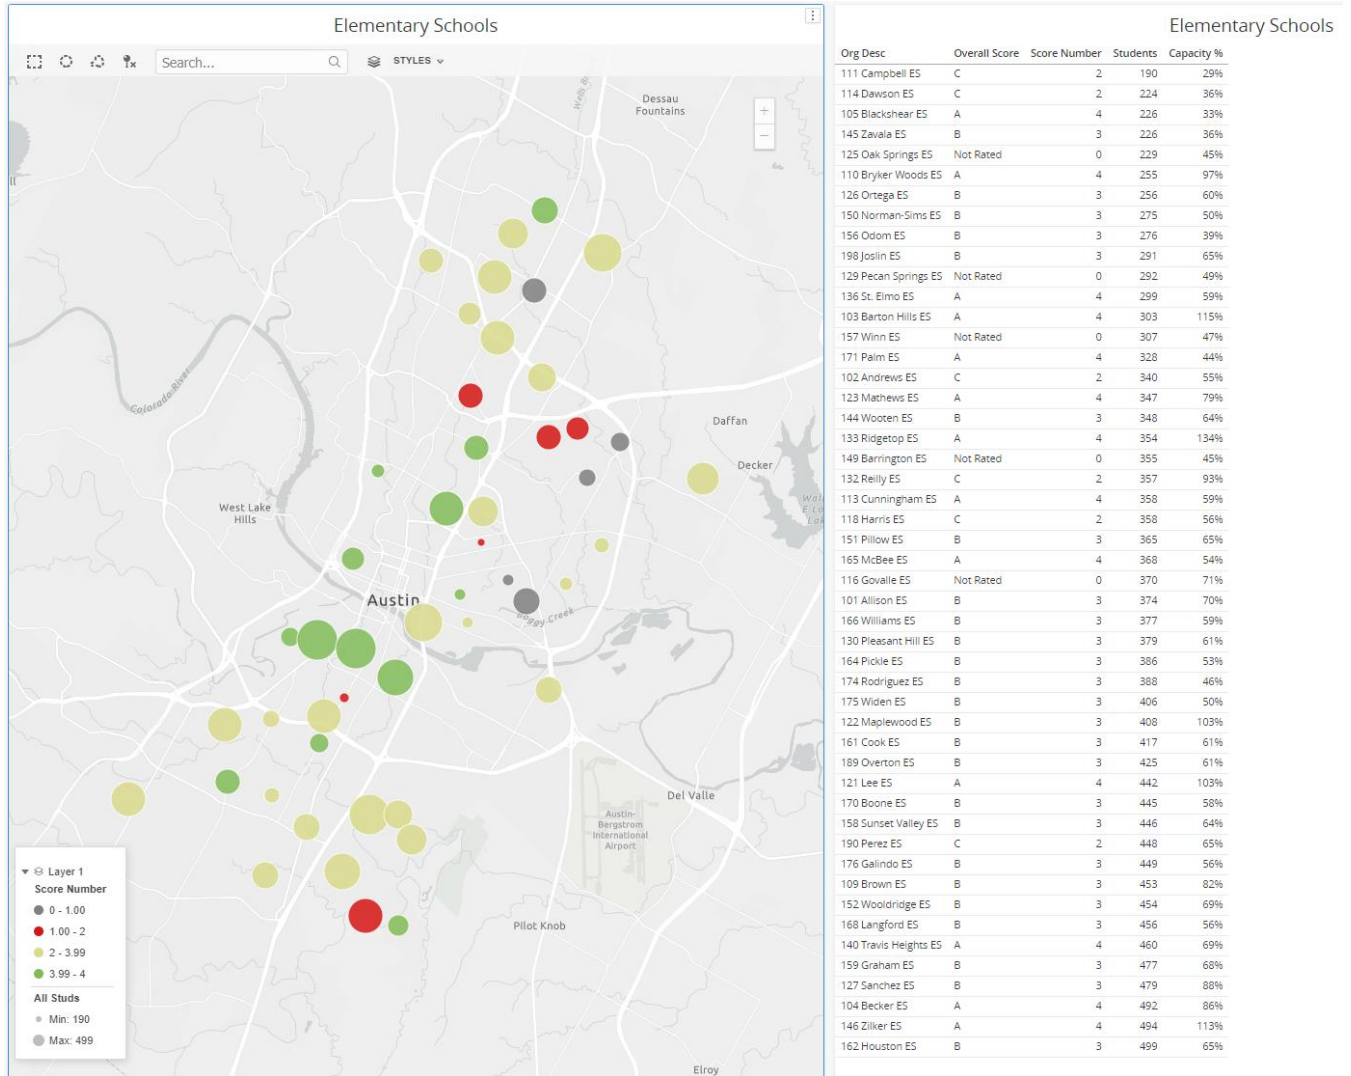 Elementary Schools
Search...
STYLES
Dessau
Fountains
Wells B
ll
Colorado River
Daffan
Decker
West Lake
Hills
Austin
Boggy Creek
Del Valle
Austin-
Bergstrom
International
Airport
Pilot Knob
Elroy
Layer 1
Score Number
0 - 1.00
1.00 - 2
2 - 3.99
3.99 - 4
All Studs
Min: 190
Max: 499
Elementary Schools
Org Desc Overall Score Score Number Students Capacity %
111 Campbell ES C 2 190 29%
114 Dawson ES C 2 224 36%
105 Blackshear ES A 4 226 33%
145 Zavala ES B 3 226 36%
125 Oak Springs ES Not Rated 0 229 45%
110 Bryker Woods ES A 4 255 97%
126 Ortega ES B 3 256 60%
150 Norman-Sims ES B 3 275 50%
156 Odom ES B 3 276 39%
198 Joslin ES B 3 291 65%
129 Pecan Springs ES Not Rated 0 292 49%
136 St. Elmo ES A 4 299 59%
103 Barton Hills ES A 4 303 115%
157 Winn ES Not Rated 0 307 47%
171 Palm ES A 4 328 44%
102 Andrews ES C 2 340 55%
123 Mathews ES A 4 347 79%
144 Wooten ES B 3 348 64%
133 Ridgetop ES A 4 354 134%
149 Barrington ES Not Rated 0 355 45%
132 Reilly ES C 2 357 93%
113 Cunningham ES A 4 358 59%
118 Harris ES C 2 358 56%
151 Pillow ES B 3 365 65%
165 McBee ES A 4 368 54%
116 Govalle ES Not Rated 0 370 71%
101 Allison ES B 3 374 70%
166 Williams ES B 3 377 59%
130 Pleasant Hill ES B 3 379 61%
164 Pickle ES B 3 386 53%
174 Rodriguez ES B 3 388 46%
175 Widen ES B 3 406 50%
122 Maplewood ES B 3 408 103%
161 Cook ES B 3 417 61%
189 Overton ES B 3 425 61%
121 Lee ES A 4 442 103%
170 Boone ES B 3 445 58%
158 Sunset Valley ES B 3 446 64%
190 Perez ES C 2 448 65%
176 Galindo ES B 3 449 56%
109 Brown ES B 3 453 82%
152 Wooldridge ES B 3 454 69%
168 Langford ES B 3 456 56%
140 Travis Heights ES A 4 460 69%
159 Graham ES B 3 477 68%
127 Sanchez ES B 3 479 88%
104 Becker ES A 4 492 86%
146 Zilker ES A 4 494 113%
162 Houston ES B 3 499 65%